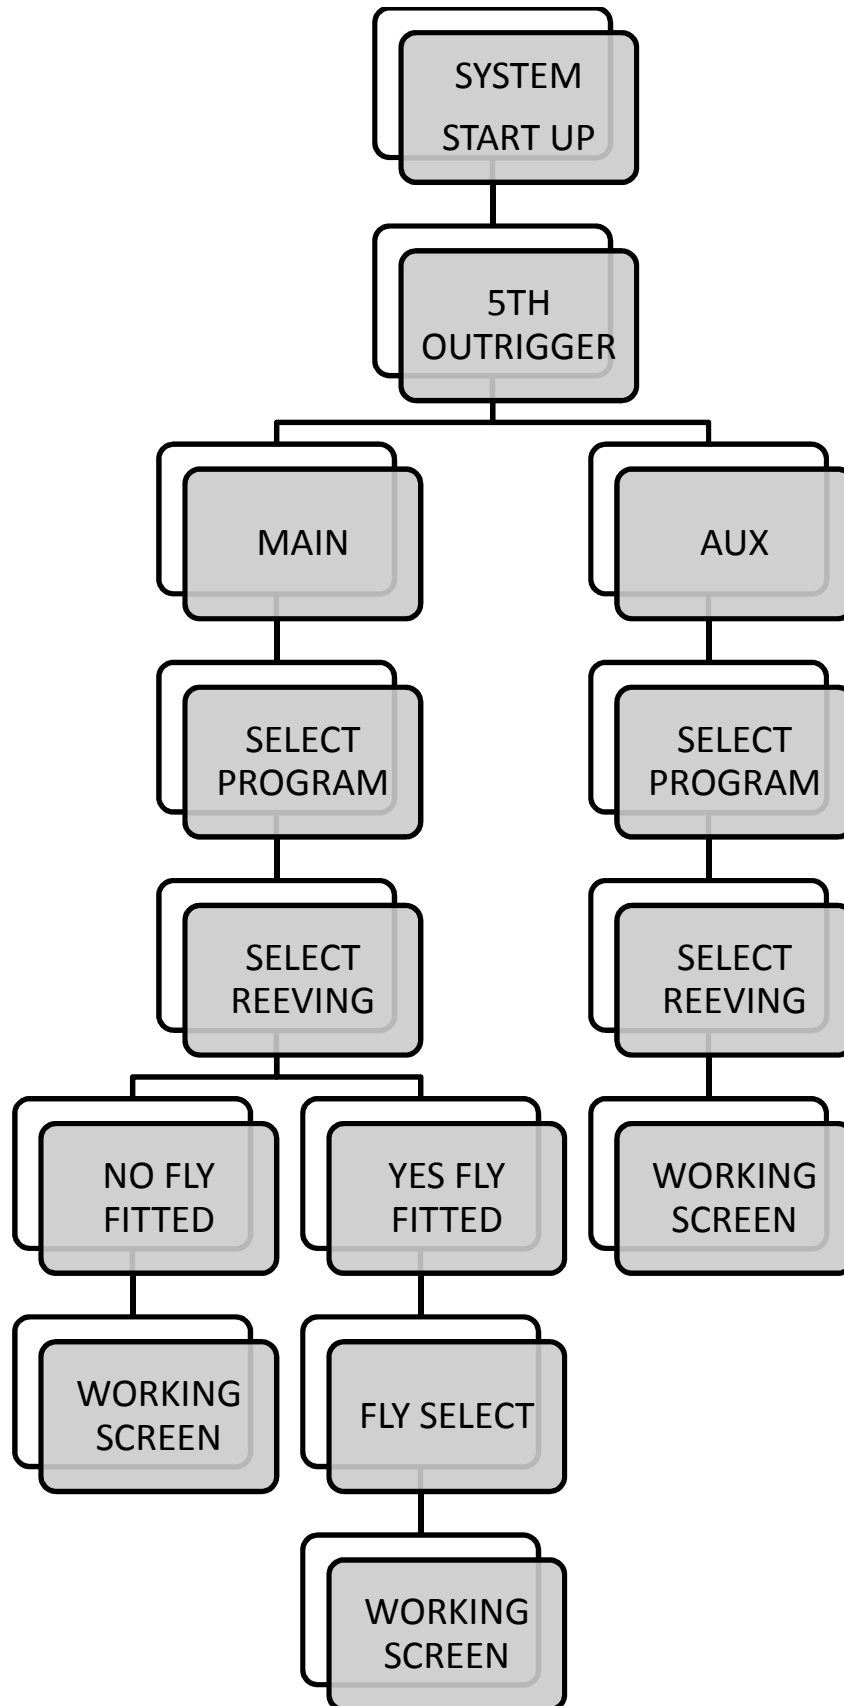 SYSTEM
START UP
5TH
OUTRIGGER
MAIN
AUX
SELECT
PROGRAM
SELECT
PROGRAM
SELECT
REEVING
SELECT
REEVING
NO FLY
FITTED
YES FLY
FITTED
WORKING
SCREEN
WORKING
SCREEN
FLY SELECT
WORKING
SCREEN